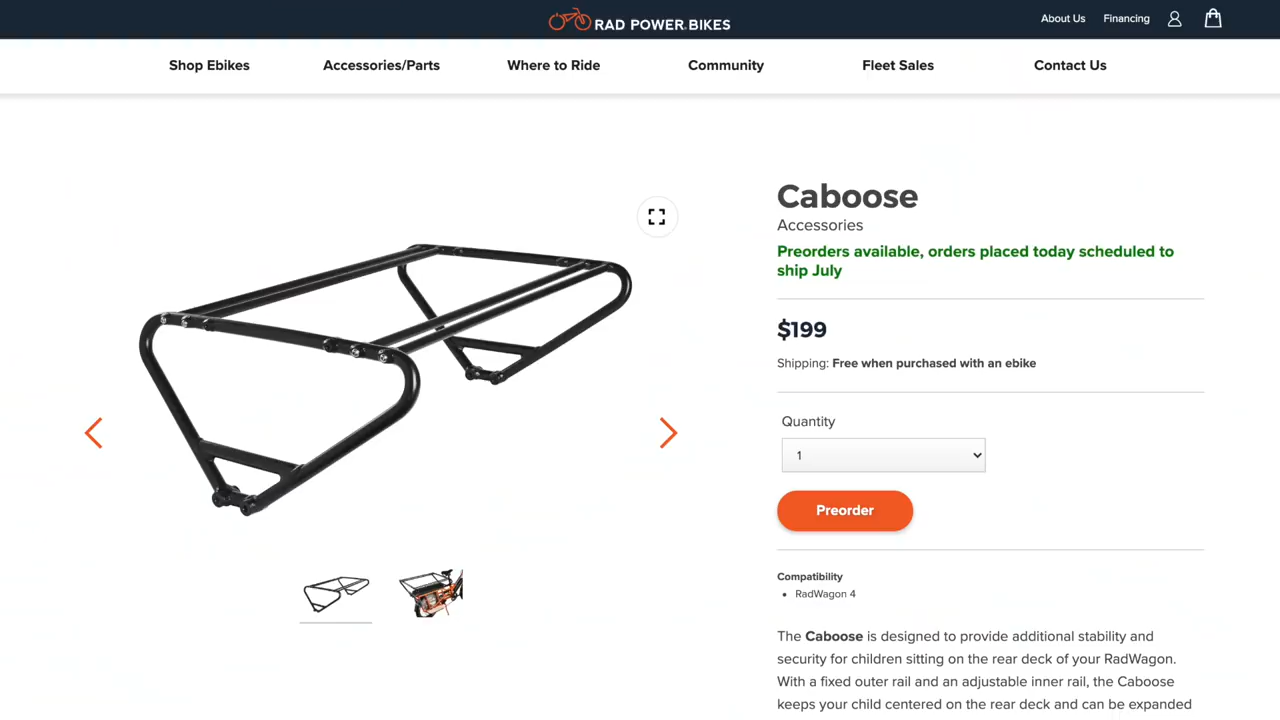 RAD POWER BIKES
About Us
Financing
Shop Ebikes
Accessories/Parts
Where to Ride
Community
Fleet Sales
Contact Us
Caboose
Accessories
Preorders available, orders placed today scheduled to
ship July
$199
Shipping: Free when purchased with an ebike
Quantity
1
Preorder
Compatibility
• RadWagon 4
The Caboose is designed to provide additional stability and
security for children sitting on the rear deck of your RadWagon.
With a fixed outer rail and an adjustable inner rail, the Caboose
keeps your child centered on the rear deck and can be expanded